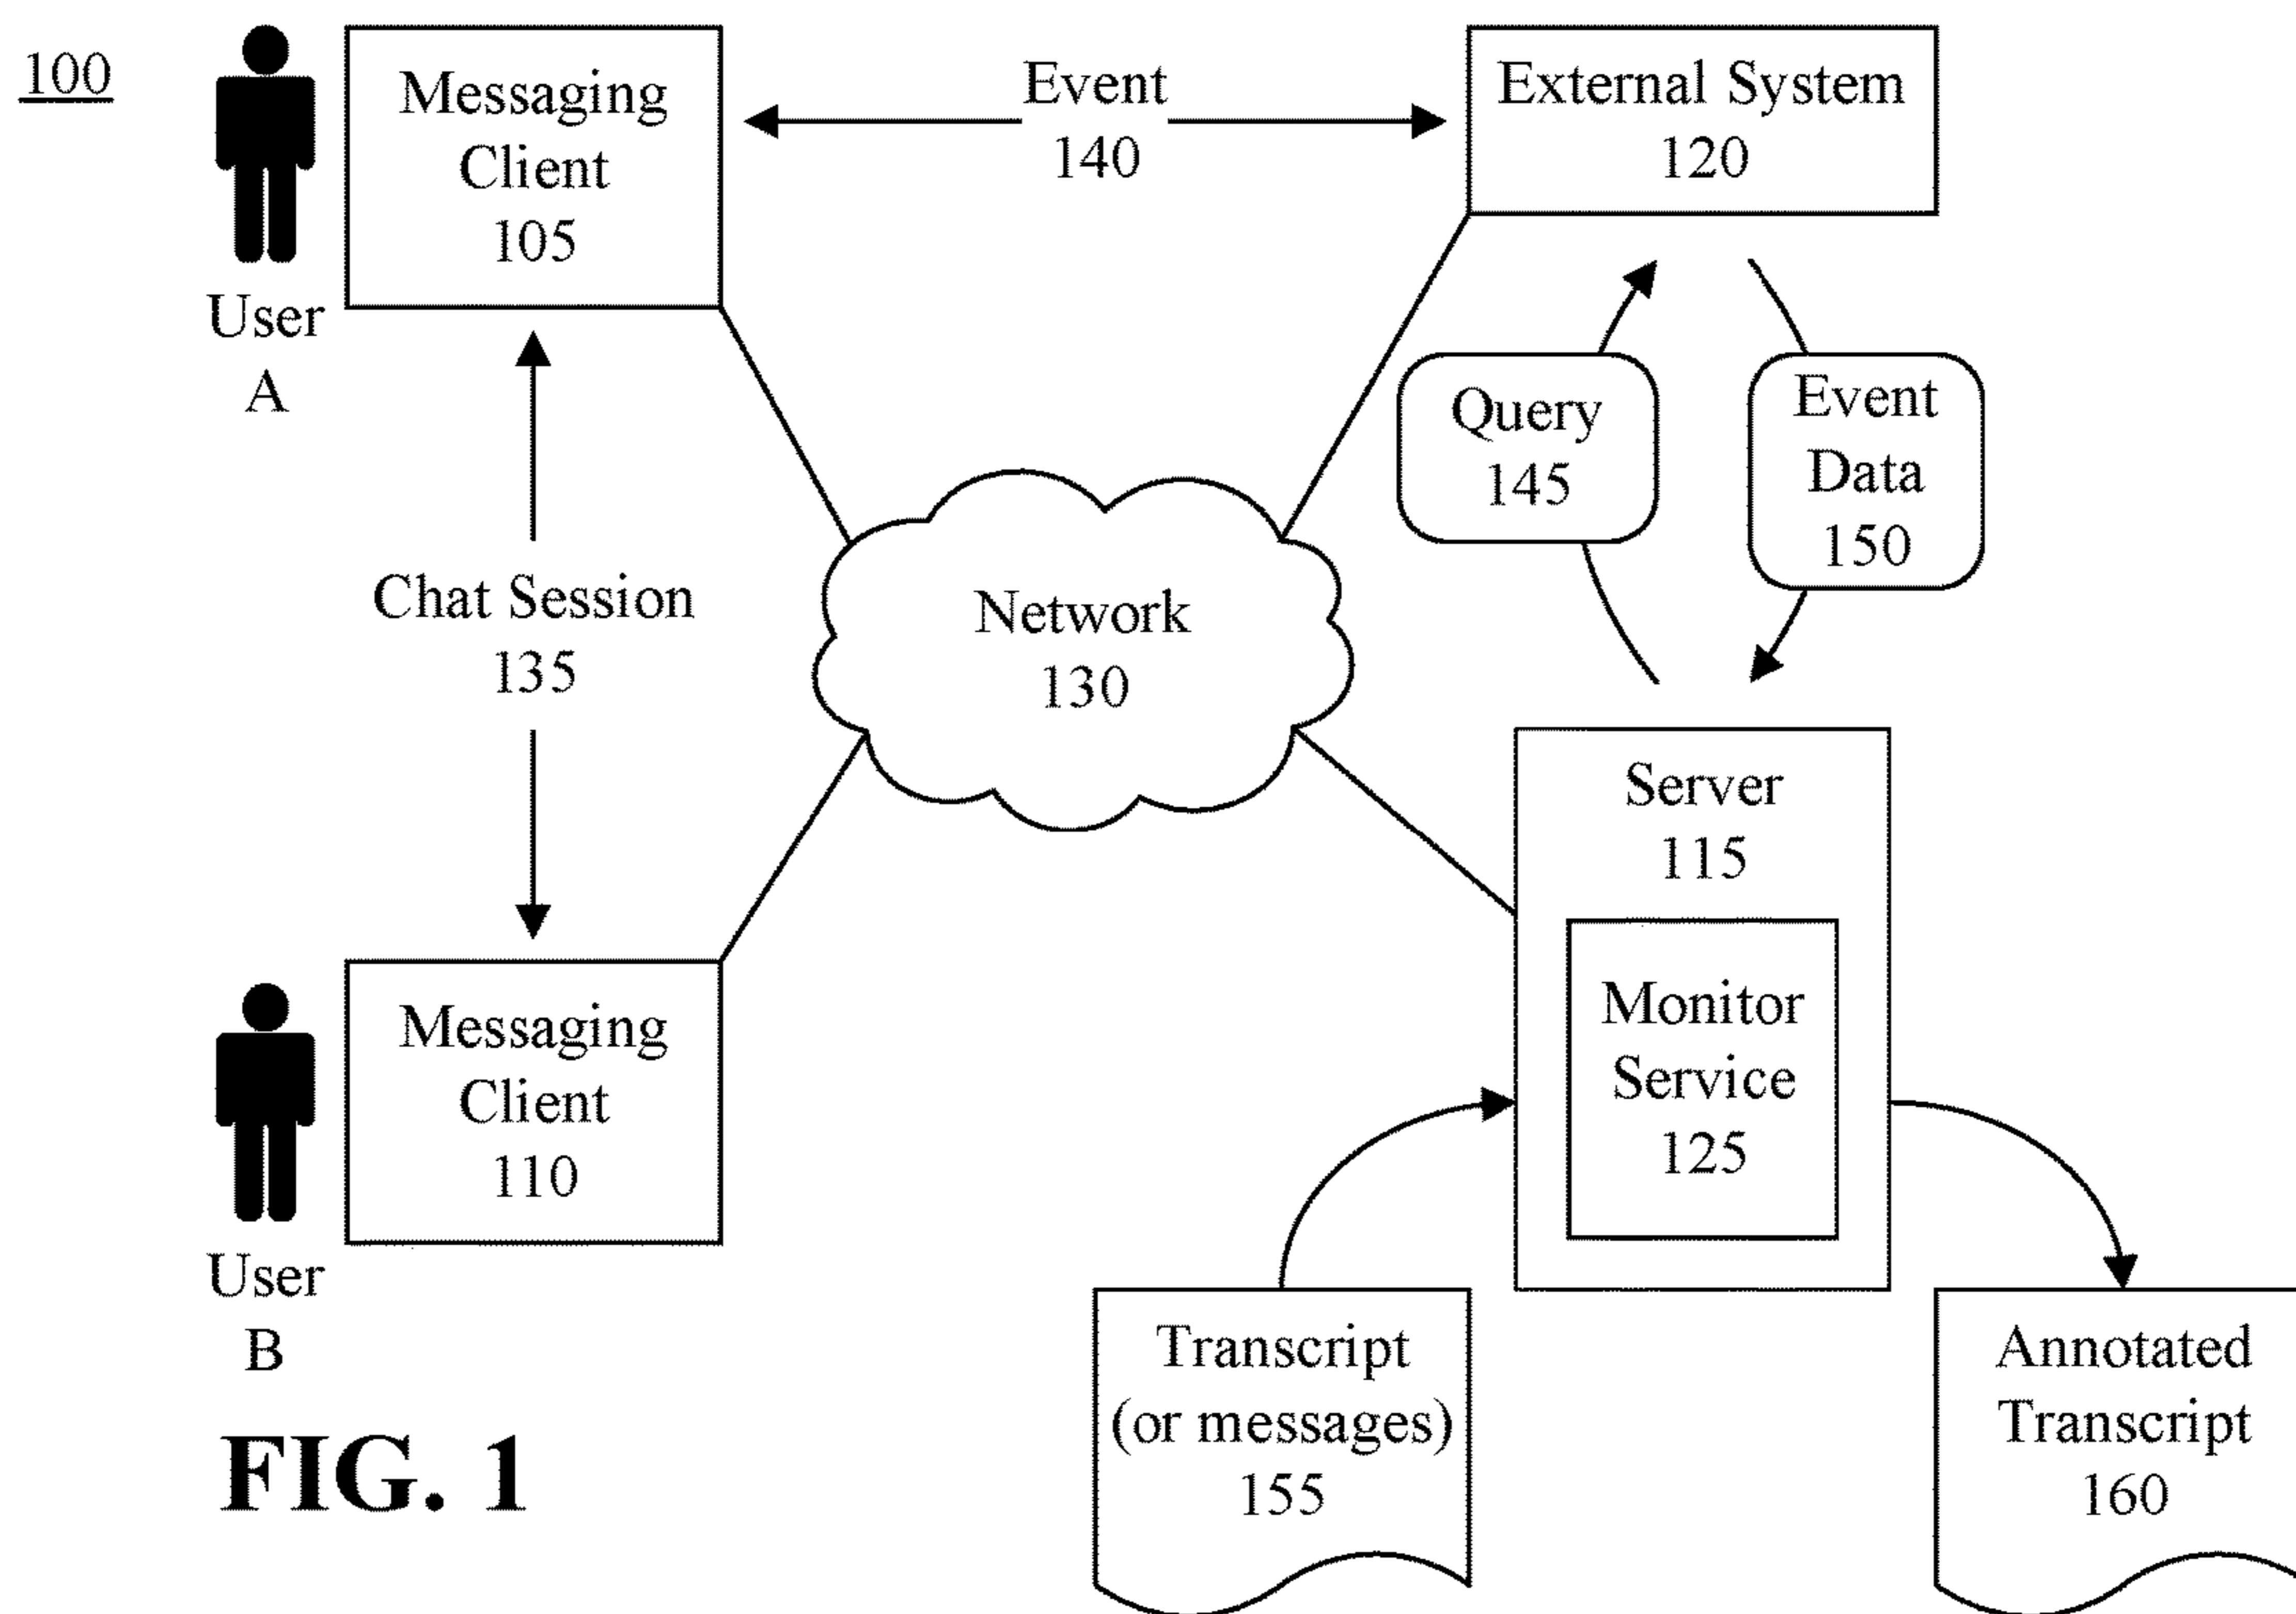 100
Messaging
Client
105
User
A
Event
140
External System
120
Query
145
Event
Data
150
Chat Session
135
Network
130
Server
115
Monitor
Service
125
Messaging
Client
110
User
B
Transcript
(or messages)
155
Annotated
Transcript
160
FIG. 1